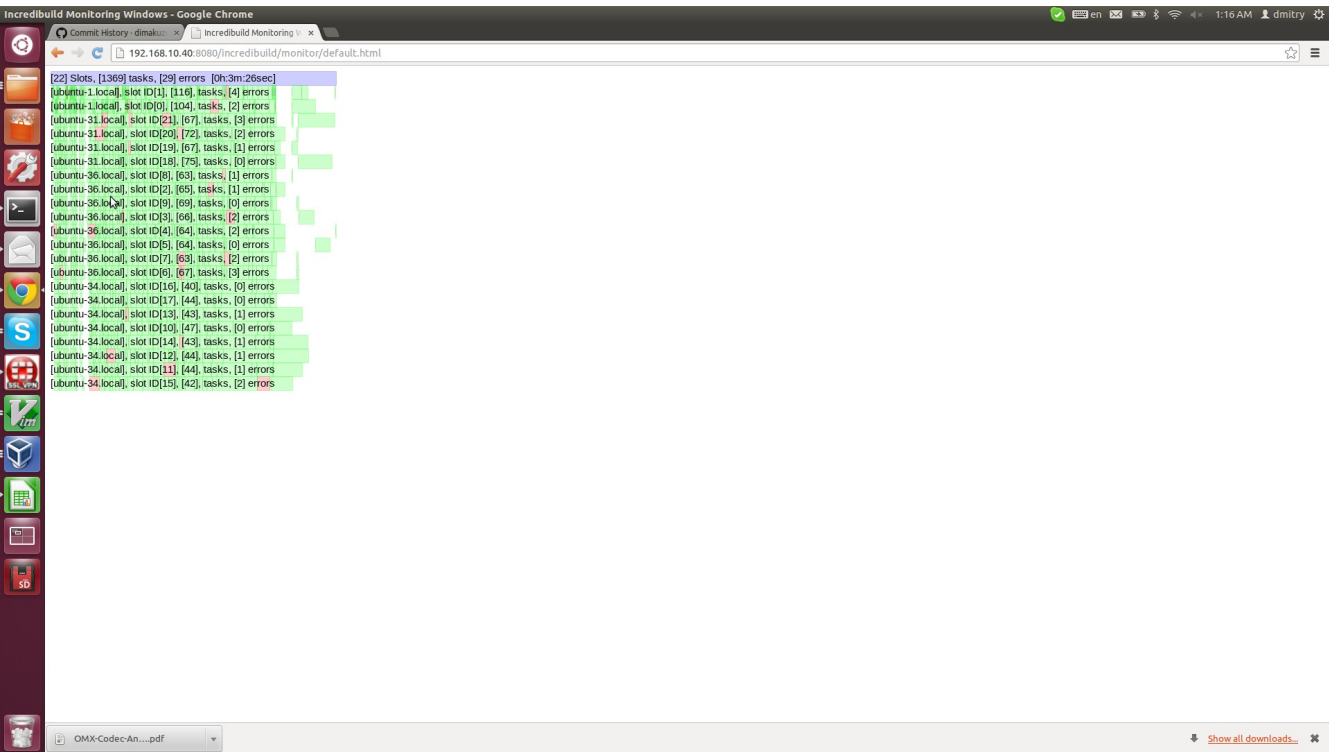 Incredibuild Monitoring Windows - Google Chrome
en
1:16 AM
dmitry
Commit History · dimakuz
Incredibuild Monitoring W
192.168.10.40:8080/incredibuild/monitor/default.html
[22] Slots, [1369] tasks, [29] errors [0h:3m:26sec]
[ubuntu-1.local], slot ID[1], [116], tasks, [4] errors
[ubuntu-1.local], slot ID[0], [104], tasks, [2] errors
[ubuntu-31.local], slot ID[21], [67], tasks, [3] errors
[ubuntu-31.local], slot ID[20], [72], tasks, [2] errors
[ubuntu-31.local], slot ID[19], [67], tasks, [1] errors
[ubuntu-31.local], slot ID[18], [75], tasks, [0] errors
[ubuntu-36.local], slot ID[8], [63], tasks, [1] errors
[ubuntu-36.local], slot ID[2], [65], tasks, [1] errors
[ubuntu-36.local], slot ID[9], [69], tasks, [0] errors
[ubuntu-36.local], slot ID[3], [66], tasks, [2] errors
[ubuntu-36.local], slot ID[4], [64], tasks, [2] errors
[ubuntu-36.local], slot ID[5], [64], tasks, [0] errors
[ubuntu-36.local], slot ID[7], [63], tasks, [2] errors
[ubuntu-36.local], slot ID[6], [67], tasks, [3] errors
[ubuntu-34.local], slot ID[16], [40], tasks, [0] errors
[ubuntu-34.local], slot ID[17], [44], tasks, [0] errors
[ubuntu-34.local], slot ID[13], [43], tasks, [1] errors
[ubuntu-34.local], slot ID[10], [47], tasks, [0] errors
[ubuntu-34.local], slot ID[14], [43], tasks, [1] errors
[ubuntu-34.local], slot ID[12], [44], tasks, [1] errors
[ubuntu-34.local], slot ID[11], [44], tasks, [1] errors
[ubuntu-34.local], slot ID[15], [42], tasks, [2] errors
S
SSL VPN
Vim
SD
OMX-Codec-An....pdf
Show all downloads...